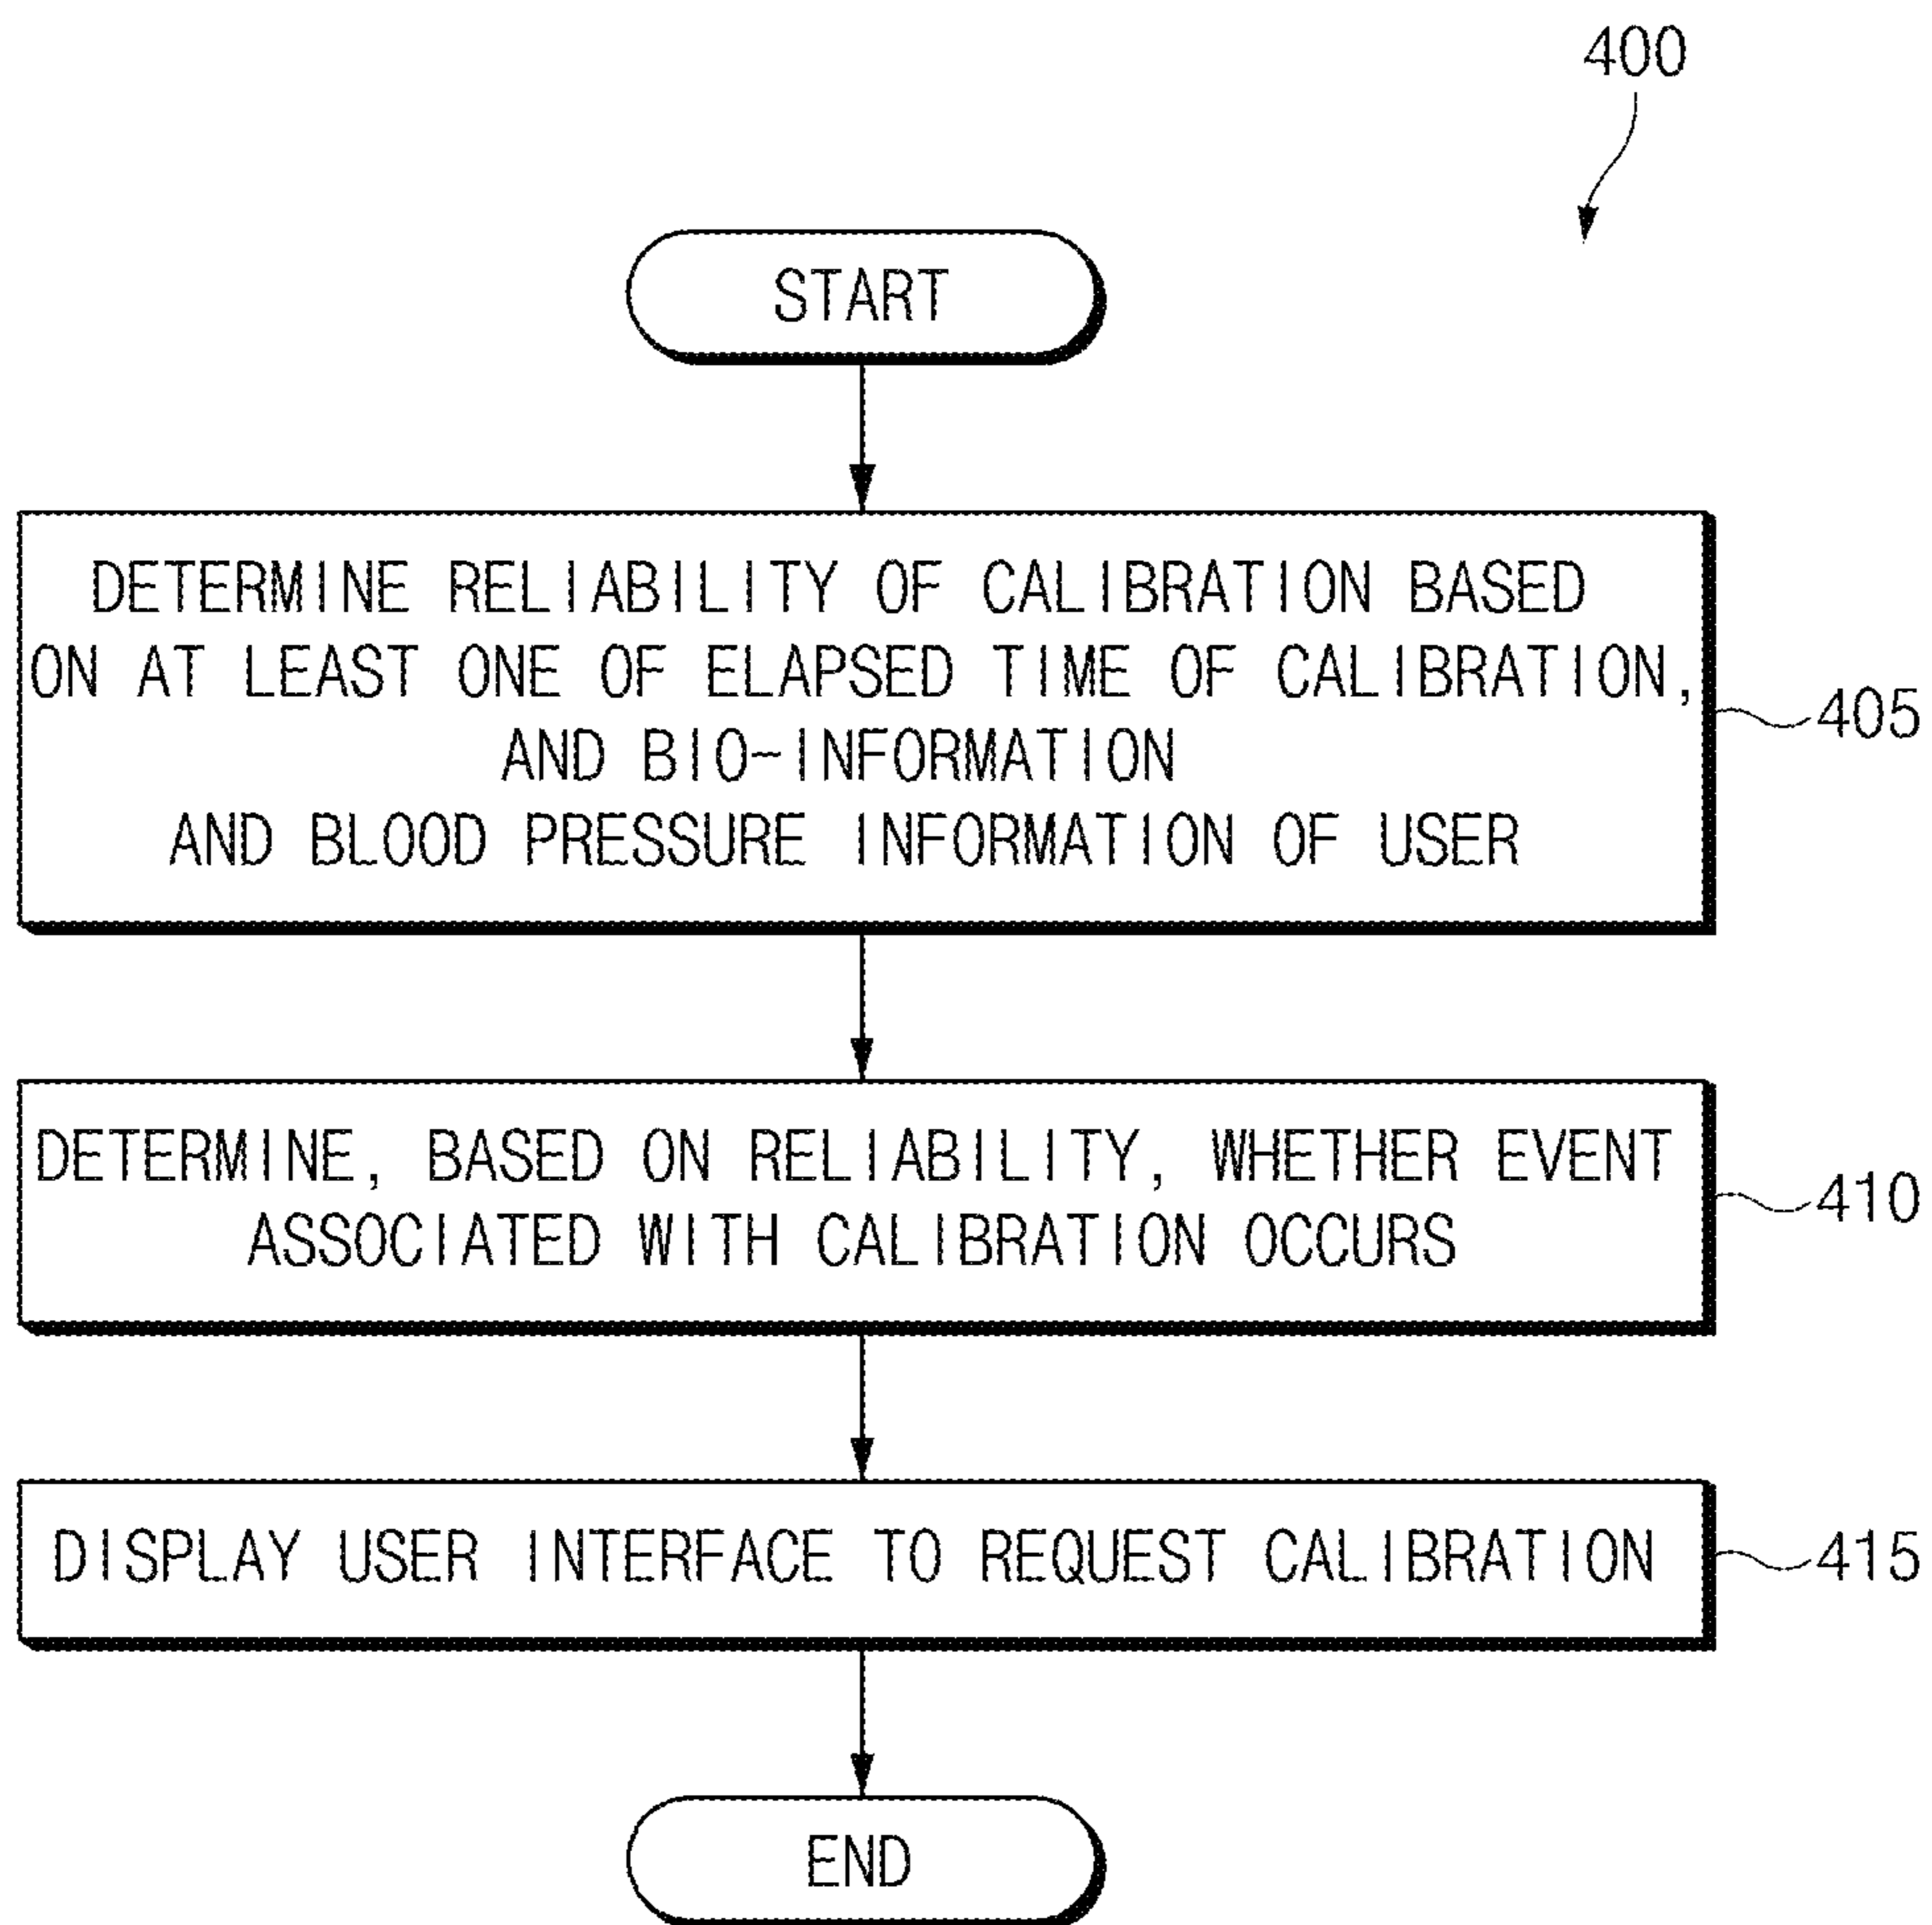 400
START
DETERMINE RELIABILITY OF CALIBRATION BASED
ON AT LEAST ONE OF ELAPSED TIME OF CALIBRATION,
AND BIO-INFORMATION
AND BLOOD PRESSURE INFORMATION OF USER
405
DETERMINE, BASED ON RELIABILITY, WHETHER EVENT
ASSOCIATED WITH CALIBRATION OCCURS
410
DISPLAY USER INTERFACE TO REQUEST CALIBRATION
415
END